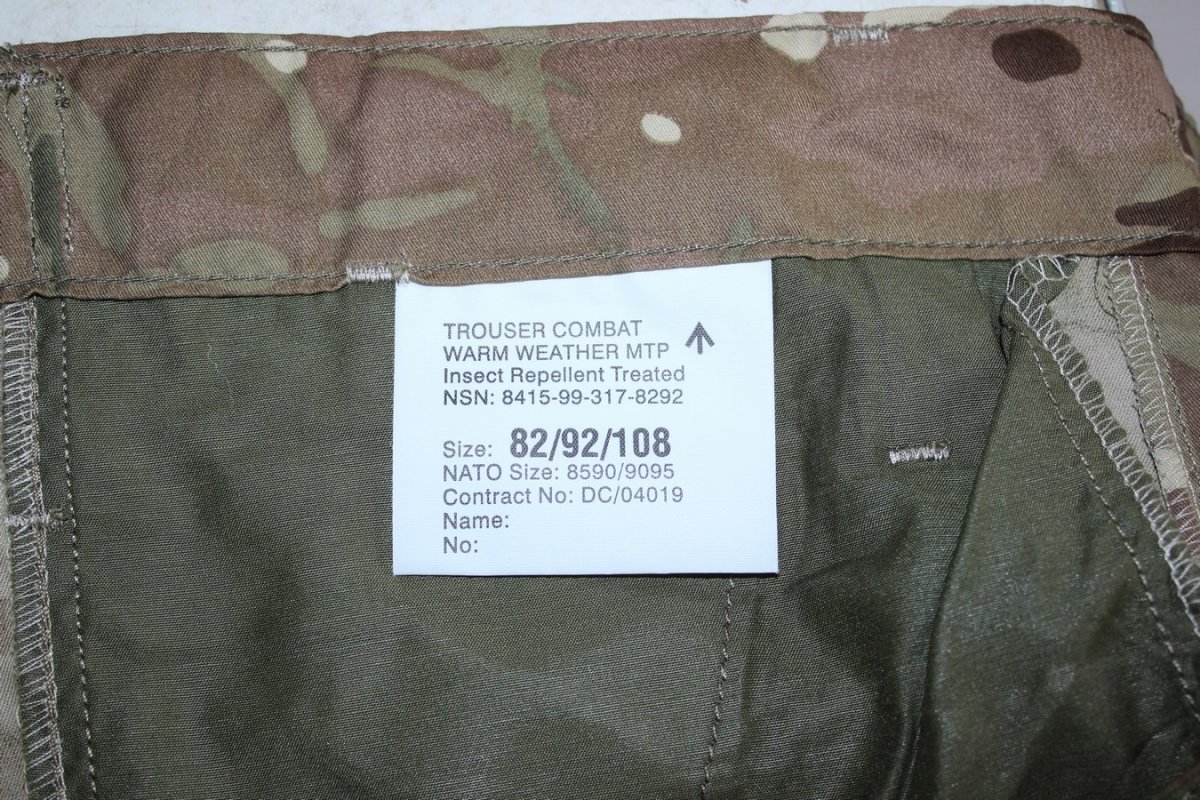 TROUSER COMBAT
WARM WEATHER MTP
Insect Repellent Treated
NSN: 8415-99-317-8292
Size: 82/92/108
NATO Size: 8590/9095
Contract No: DC/04019
Name:
No: